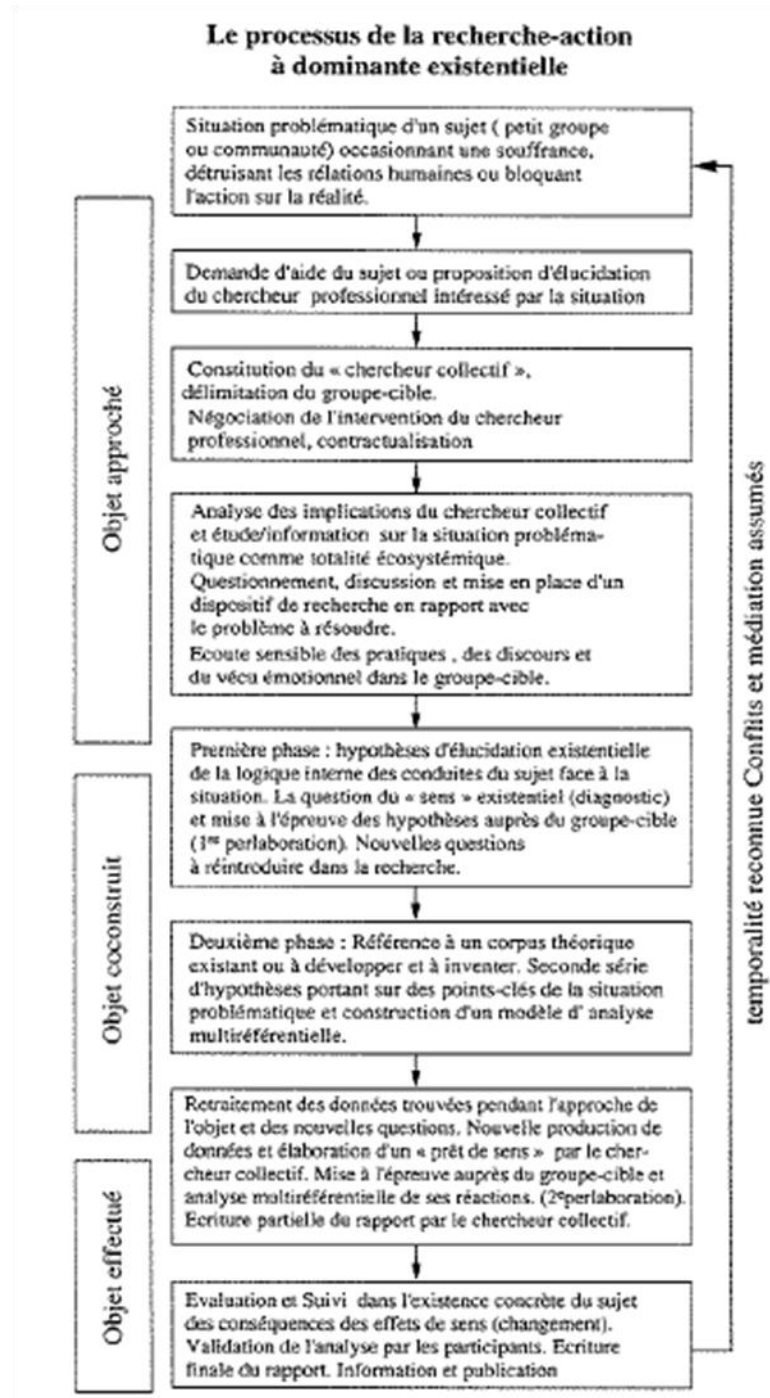 Le processus de la recherche-action
à dominante existentielle
Situation problématique d'un sujet ( petit groupe
ou communauté) occasionnant une souffrance,
détruisant les rélations humaines ou bloquant
l'action sur la réalité.
Demande d'aide du sujet ou proposition d'élucidation
du chercheur professionnel intéressé par la situation
Constitution du « chercheur collectif »,
délimitation du groupe-cible.
Négociation de l'intervention du chercheur
professionnel, contractualisation
Analyse des implications du chercheur collectif
et étude/information sur la situation probléma-
tique comme totalité écosystémique.
Questionnement, discussion et mise en place d'un
dispositif de recherche en rapport avec
le problème à résoudre.
Ecoute sensible des pratiques , des discours et
du vécu émotionnel dans le groupe-cible.
Objet approché
Première phase : hypothèses d'élucidation existentielle
de la logique interne des conduites du sujet face à la
situation. La question du « sens » existentiel (diagnostic)
et mise à l'épreuve des hypothèses auprès du groupe-cible
(1re perlaboration). Nouvelles questions
à réintroduire dans la recherche.
Deuxième phase : Référence à un corpus théorique
existant ou à développer et à inventer. Seconde série
d'hypothèses portant sur des points-clés de la situation
problématique et construction d'un modèle d' analyse
multiréférentielle.
Objet coconstruit
Retraitement des données trouvées pendant l'approche de
l'objet et des nouvelles questions. Nouvelle production de
données et élaboration d'un « prêt de sens » par le cher-
cheur collectif. Mise à l'épreuve auprès du groupe-cible et
analyse multiréférentielle de ses réactions. (2eperlaboration).
Ecriture partielle du rapport par le chercheur collectif.
Evaluation et Suivi dans l'existence concrète du sujet
des conséquences des effets de sens (changement).
Validation de l'analyse par les participants. Ecriture
finale du rapport. Information et publication
Objet effectué
temporalité reconnue Conflits et médiation assumés